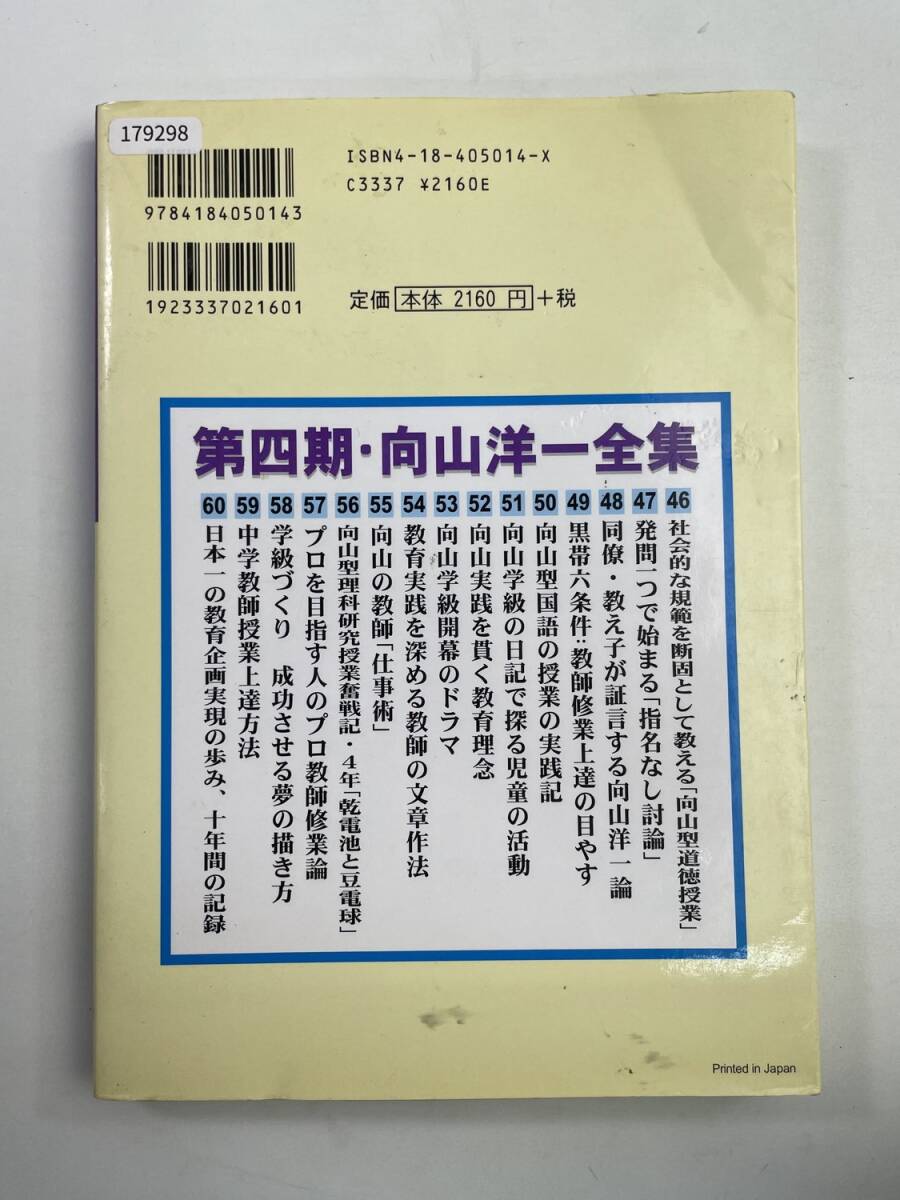 179298
ISBN4-18-405014-X
C3337 ¥2160E
9784184050143
1923337021601
定価 本体 2160 円 +税
第四期・向山洋一全集
46 社会的な規範を断固として教える「向山型道徳授業」
47 発問一つで始まる「指名なし討論」
48 同僚・教え子が証言する向山洋一論
49 黒帯六条件:教師修業上達の目やす
50 向山型国語の授業の実践記
51 向山学級の日記で探る児童の活動
52 向山実践を貫く教育理念
53 向山学級開幕のドラマ
54 教育実践を深める教師の文章作法
55 向山の教師「仕事術」
56 向山型理科研究授業奮戦記・4年「乾電池と豆電球」
57 プロを目指す人のプロ教師修業論
58 学級づくり 成功させる夢の描き方
59 中学教師授業上達方法
60 日本一の教育企画実現の歩み、十年間の記録
Printed in Japan